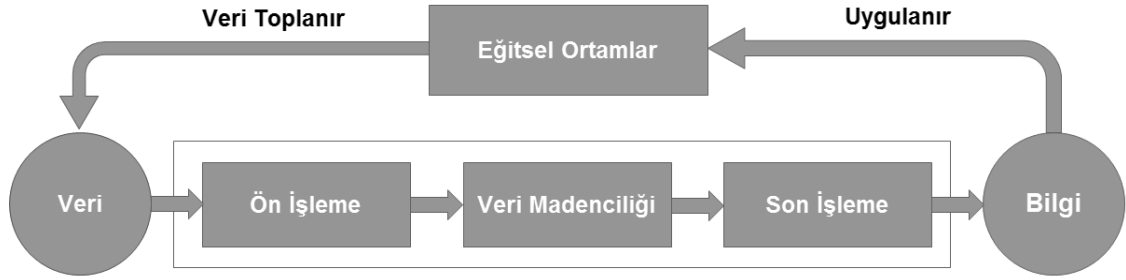 Veri Toplanır
Uygulanır
Eğitsel Ortamlar
Veri
Ön İşleme
Veri Madenciliği
Son İşleme
Bilgi